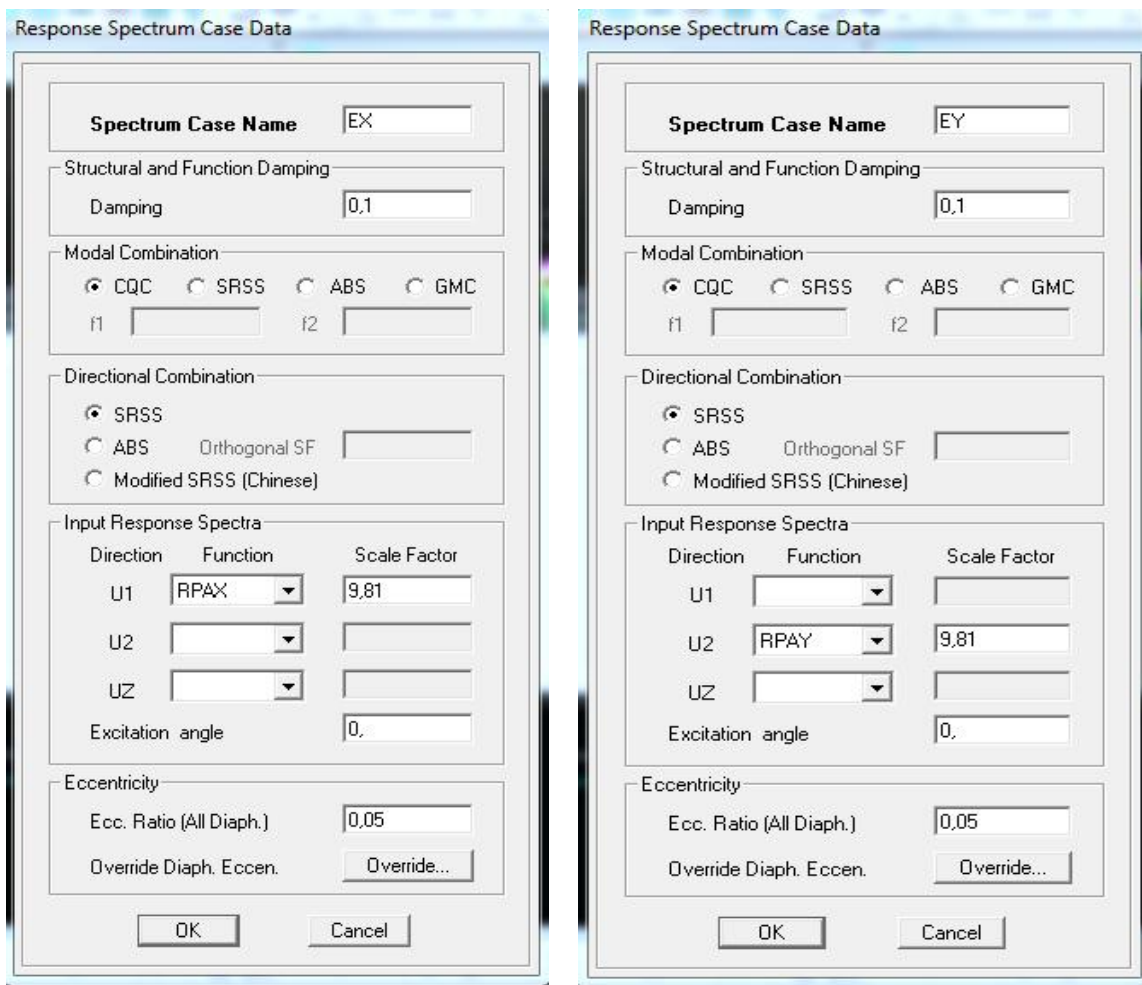 Response Spectrum Case Data
Spectrum Case Name EX
Structural and Function Damping
Damping 0,1
Modal Combination
CQC SRSS ABS GMC
f1 f2
Directional Combination
SRSS
ABS Orthogonal SF
Modified SRSS (Chinese)
Input Response Spectra
Direction Function Scale Factor
U1 RPAX 9,81
U2
UZ
Excitation angle 0,
Eccentricity
Ecc. Ratio (All Diaph.) 0,05
Override Diaph. Eccen. Override...
OK Cancel
Response Spectrum Case Data
Spectrum Case Name EY
Structural and Function Damping
Damping 0,1
Modal Combination
CQC SRSS ABS GMC
f1 f2
Directional Combination
SRSS
ABS Orthogonal SF
Modified SRSS (Chinese)
Input Response Spectra
Direction Function Scale Factor
U1
U2 RPAY 9,81
UZ
Excitation angle 0,
Eccentricity
Ecc. Ratio (All Diaph.) 0,05
Override Diaph. Eccen. Override...
OK Cancel